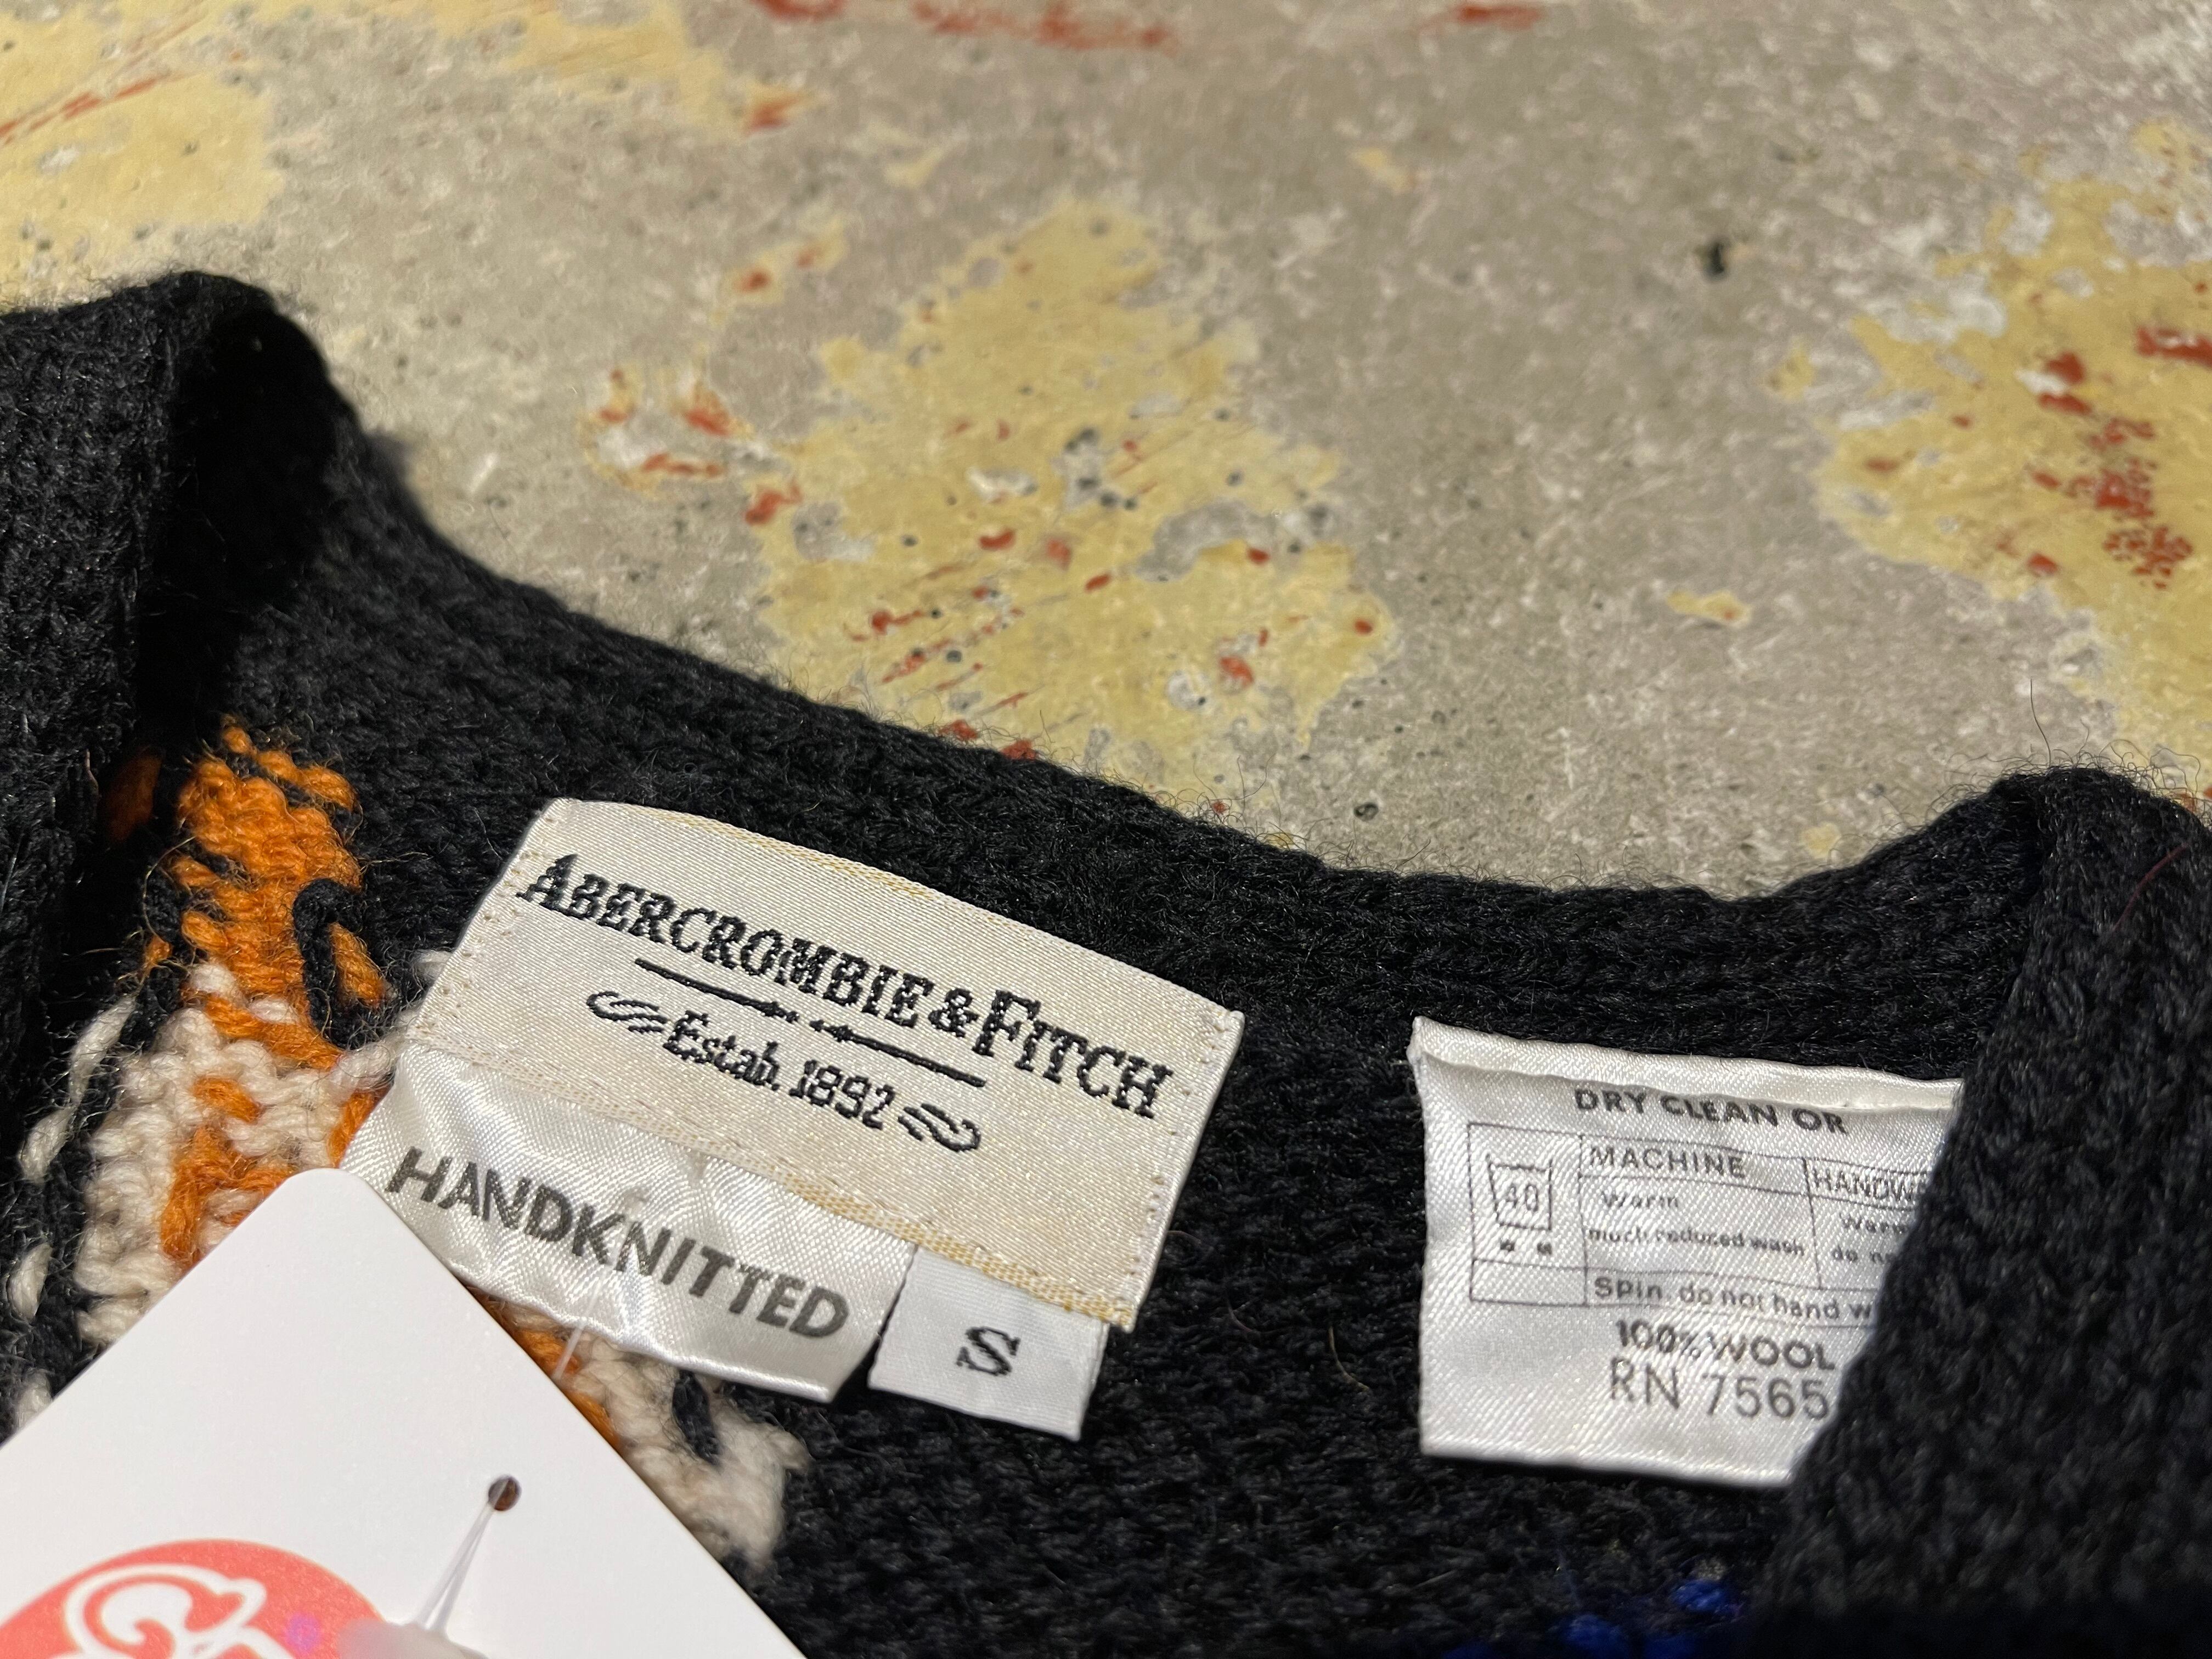 ABERCROMBIE & FITCH
Estab. 1892
HANDKNITTED
S
DRY CLEAN OR
MACHINE
40
Warm
much reduced wash
do
Spin. do not hand
100% WOOL
RN 7565